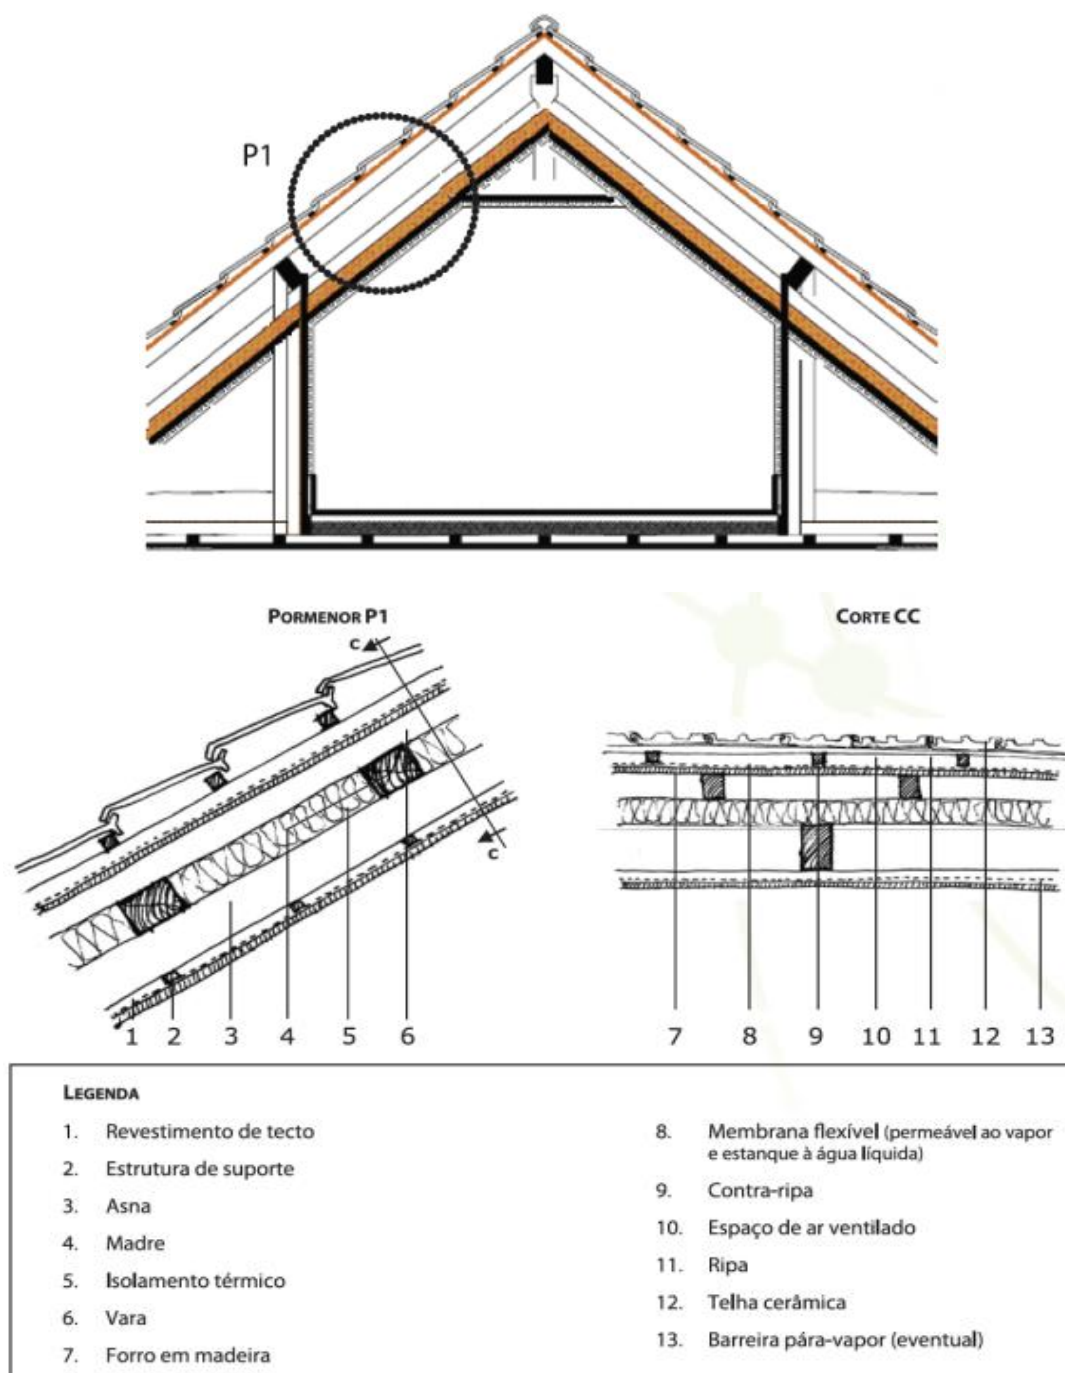 P1
PORMENOR P1
CORTE CC
c
c
1 2 3 4 5 6
7 8 9 10 11 12 13
LEGENDA
1. Revestimento de tecto
2. Estrutura de suporte
3. Asna
4. Madre
5. Isolamento térmico
6. Vara
7. Forro em madeira
8. Membrana flexível (permeável ao vapor
e estanque à água líquida)
9. Contra-ripa
10. Espaço de ar ventilado
11. Ripa
12. Telha cerâmica
13. Barreira pára-vapor (eventual)